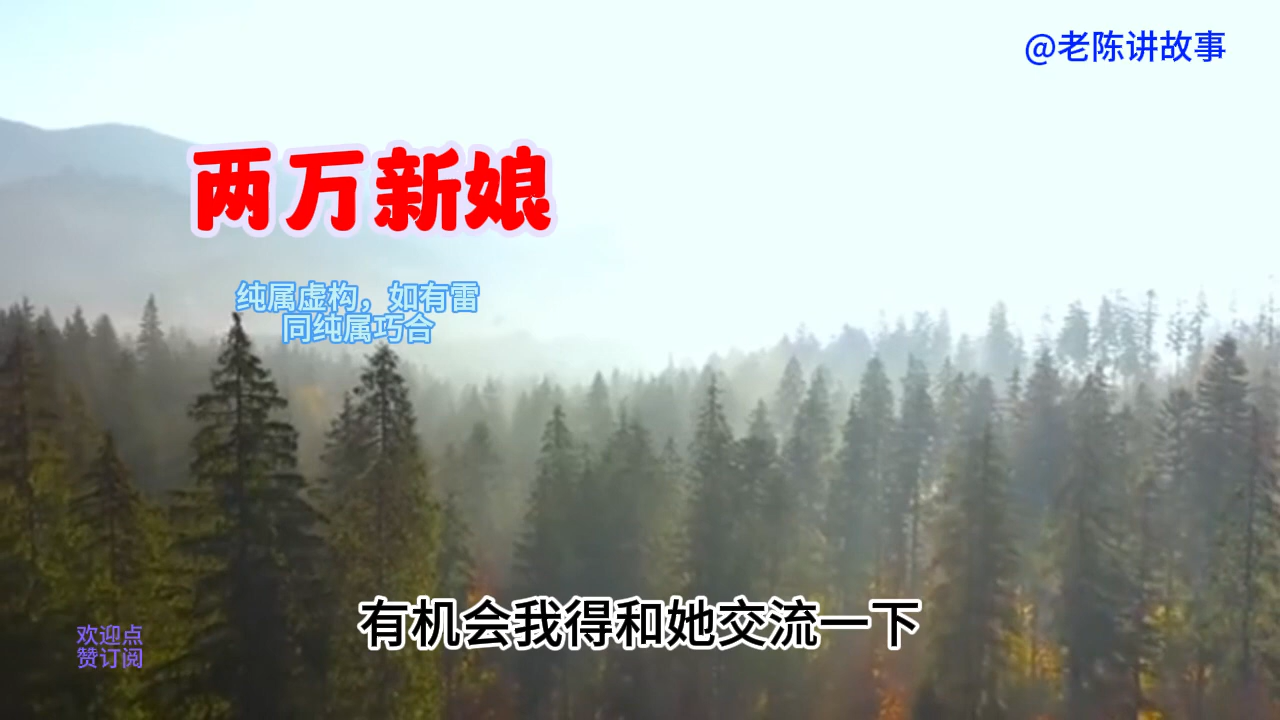 @老陈讲故事
两万新娘
纯属虚构，如有雷
同纯属巧合
有机会我得和她交流一下
欢迎点
赞订阅